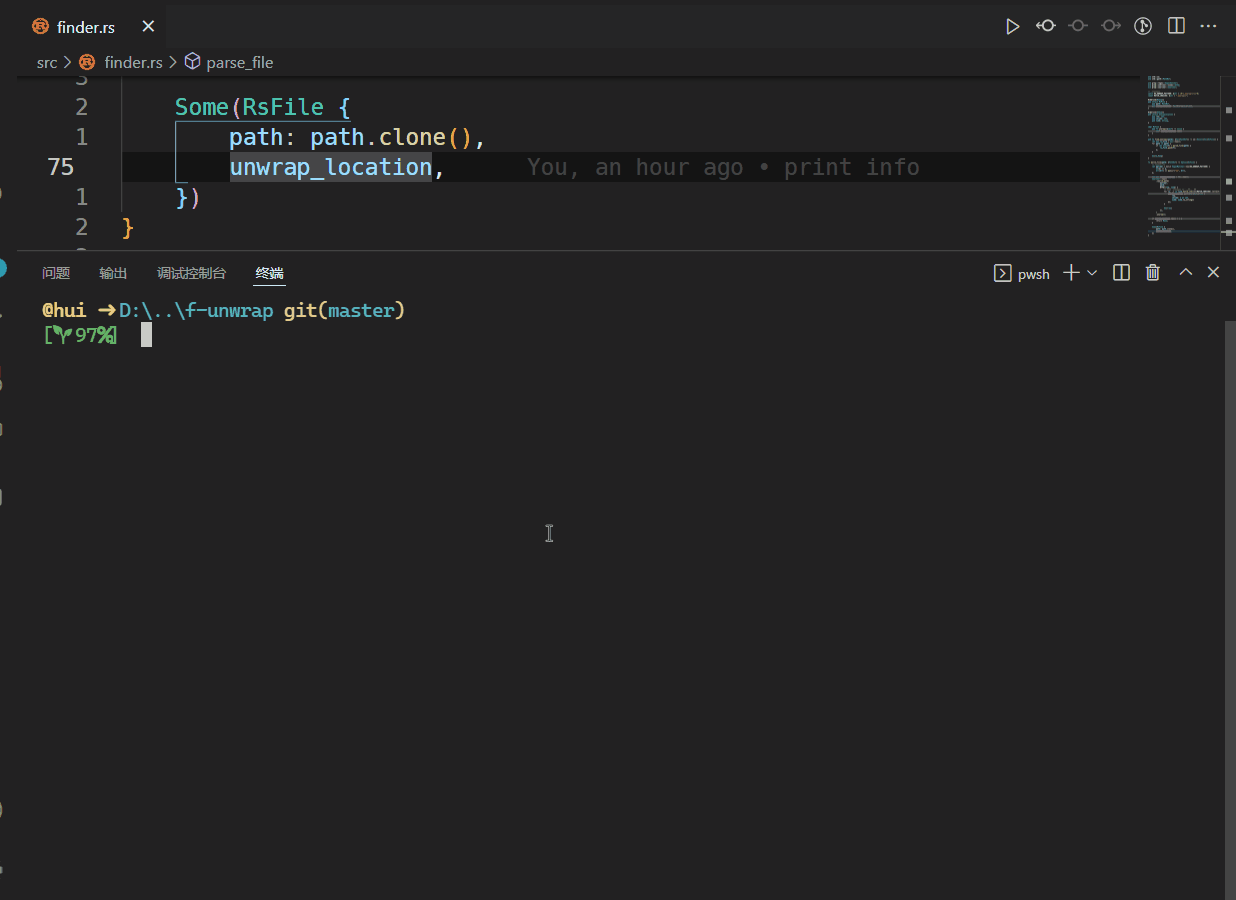 finder.rs
src > finder.rs > parse_file
3
2 Some(RsFile {
1 path: path.clone(),
75 unwrap_location, You, an hour ago • print info
1 })
2 }
问题 输出 调试控制台 终端 pwsh
@hui ➜D:\..\f-unwrap git(master)
[97%]